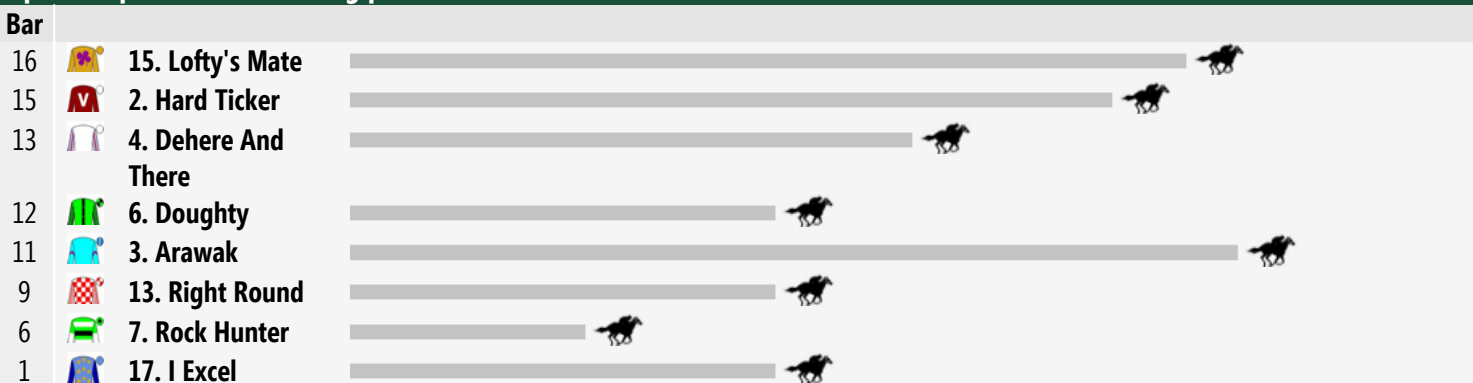 Bar
16 15. Lofty's Mate
15 V 2. Hard Ticker
13 4. Dehere And
There
12 6. Doughty
11 3. Arawak
9 13. Right Round
6 7. Rock Hunter
1 17. I Excel